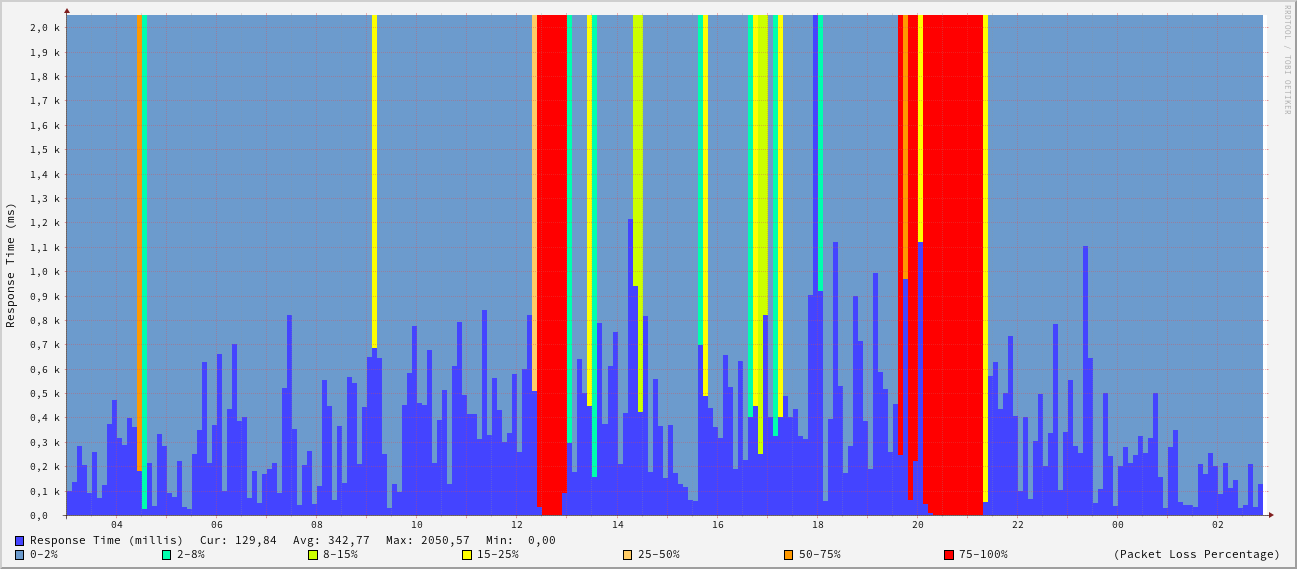 RRDTOOL / TOBI OETIKER
Response Time (ms)
2,0 k
1,9 k
1,8 k
1,7 k
1,6 k
1,5 k
1,4 k
1,3 k
1,2 k
1,1 k
1,0 k
0,9 k
0,8 k
0,7 k
0,6 k
0,5 k
0,4 k
0,3 k
0,2 k
0,1 k
0,0
04 06 08 10 12 14 16 18 20 22 00 02
Response Time (millis) Cur: 129,84 Avg: 342,77 Max: 2050,57 Min: 0,00
0-2% 2-8% 8-15% 15-25% 25-50% 50-75% 75-100% (Packet Loss Percentage)